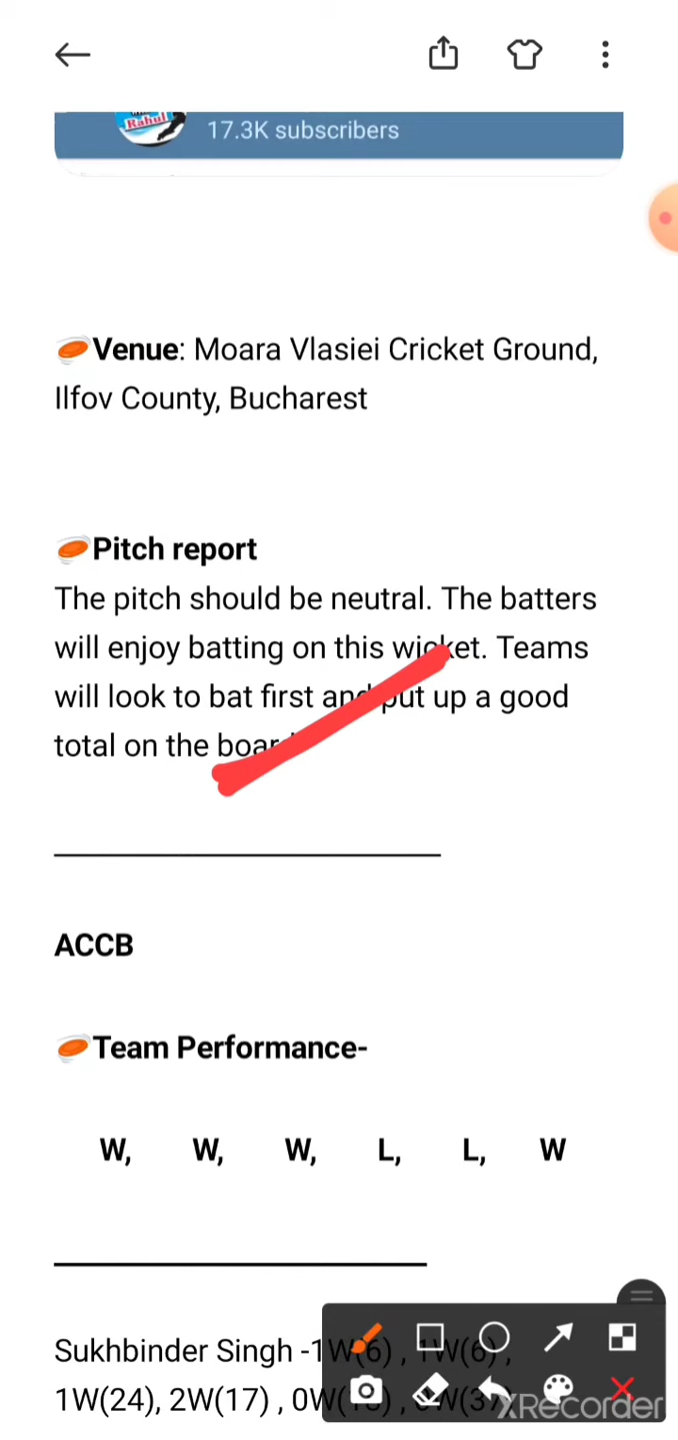 Rahul
17.3K subscribers
Venue: Moara Vlasiei Cricket Ground,
Ilfov County, Bucharest
Pitch report
The pitch should be neutral. The batters
will enjoy batting on this wicket. Teams
will look to bat first and put up a good
total on the board
ACCB
Team Performance-
W, W, W, L, L, W
Sukhbinder Singh -1W(6) , 1W(6) ,
1W(24), 2W(17) , 0W(
XRecorder